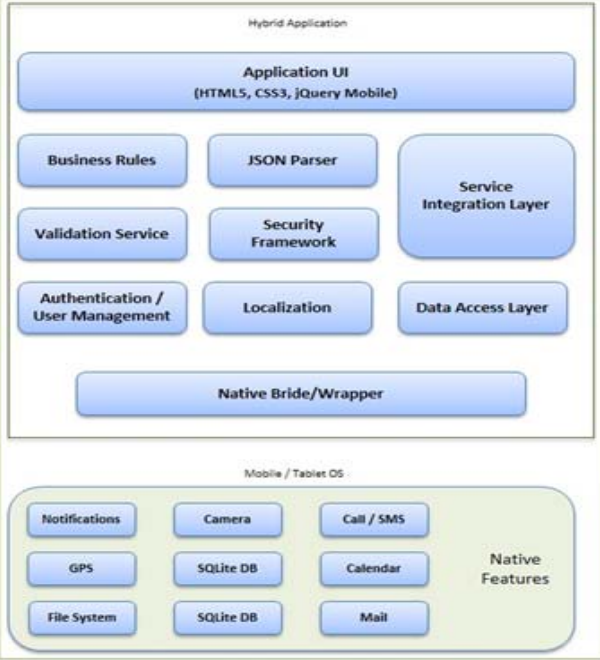 Hybrid Application
Application UI
(HTML5, CSS3, jQuery Mobile)
Business Rules
JSON Parser
Service
Integration Layer
Validation Service
Security
Framework
Authentication /
User Management
Localization
Data Access Layer
Native Bride/Wrapper
Mobile / Tablet OS
Notifications
Camera
Call / SMS
GPS
SQLite DB
Calendar
Native
Features
File System
SQLite DB
Mail